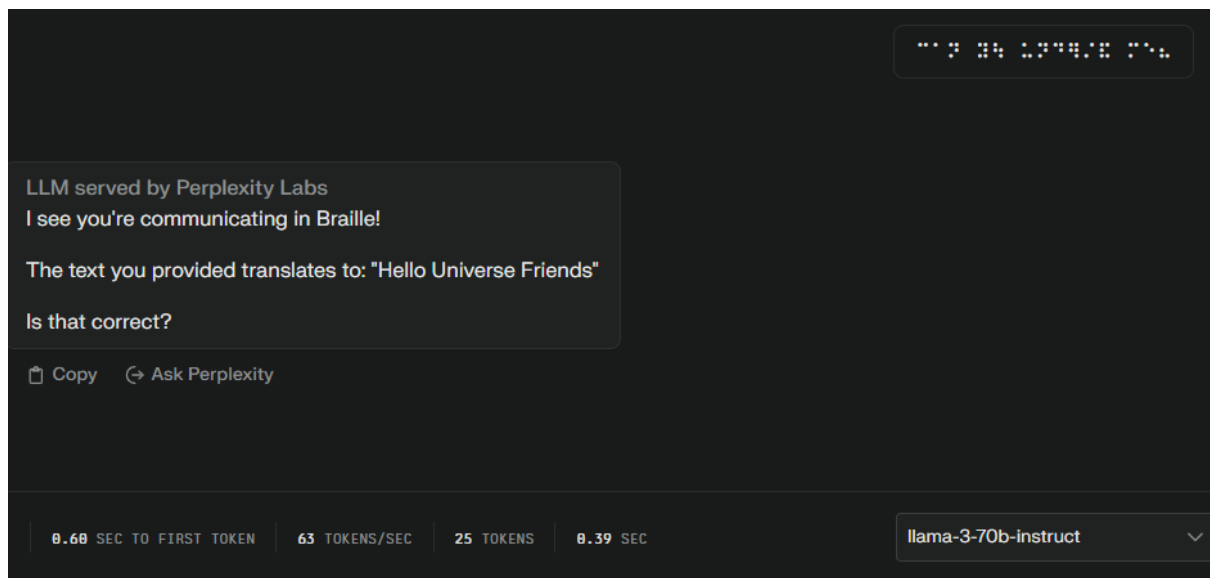 ⠉⠁⠝ ⠽⠳ ⠥⠝⠙⠻⠌⠯ ⠍⠑⠦
LLM served by Perplexity Labs
I see you're communicating in Braille!
The text you provided translates to: "Hello Universe Friends"
Is that correct?
Copy Ask Perplexity
0.60 SEC TO FIRST TOKEN 63 TOKENS/SEC 25 TOKENS 0.39 SEC llama-3-70b-instruct